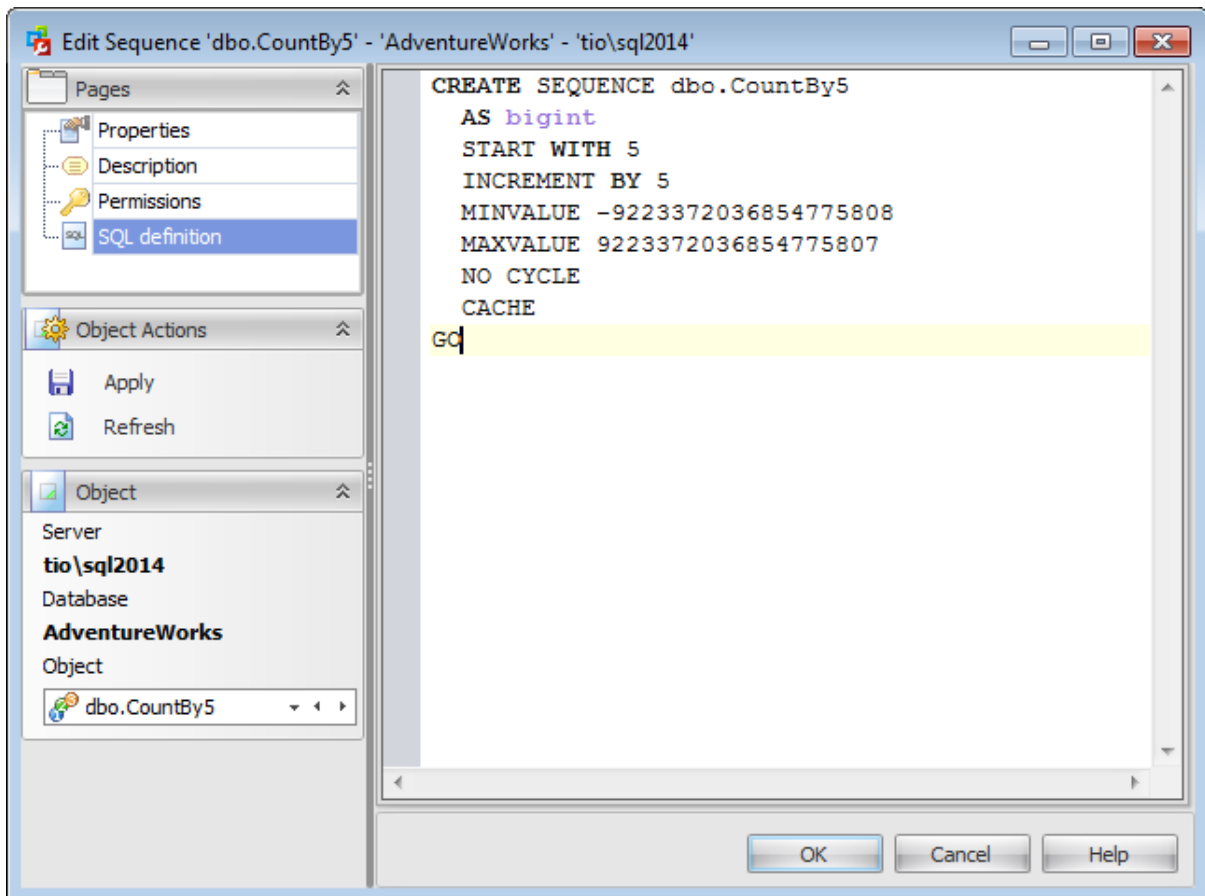 Edit Sequence 'dbo.CountBy5' - 'AdventureWorks' - 'tio\sql2014'
Pages
Properties
Description
Permissions
SQL
SQL definition
Object Actions
Apply
Refresh
Object
Server
tio\sql2014
Database
AdventureWorks
Object
dbo.CountBy5
CREATE SEQUENCE dbo.CountBy5
AS bigint
START WITH 5
INCREMENT BY 5
MINVALUE -9223372036854775808
MAXVALUE 9223372036854775807
NO CYCLE
CACHE
GO
OK
Cancel
Help